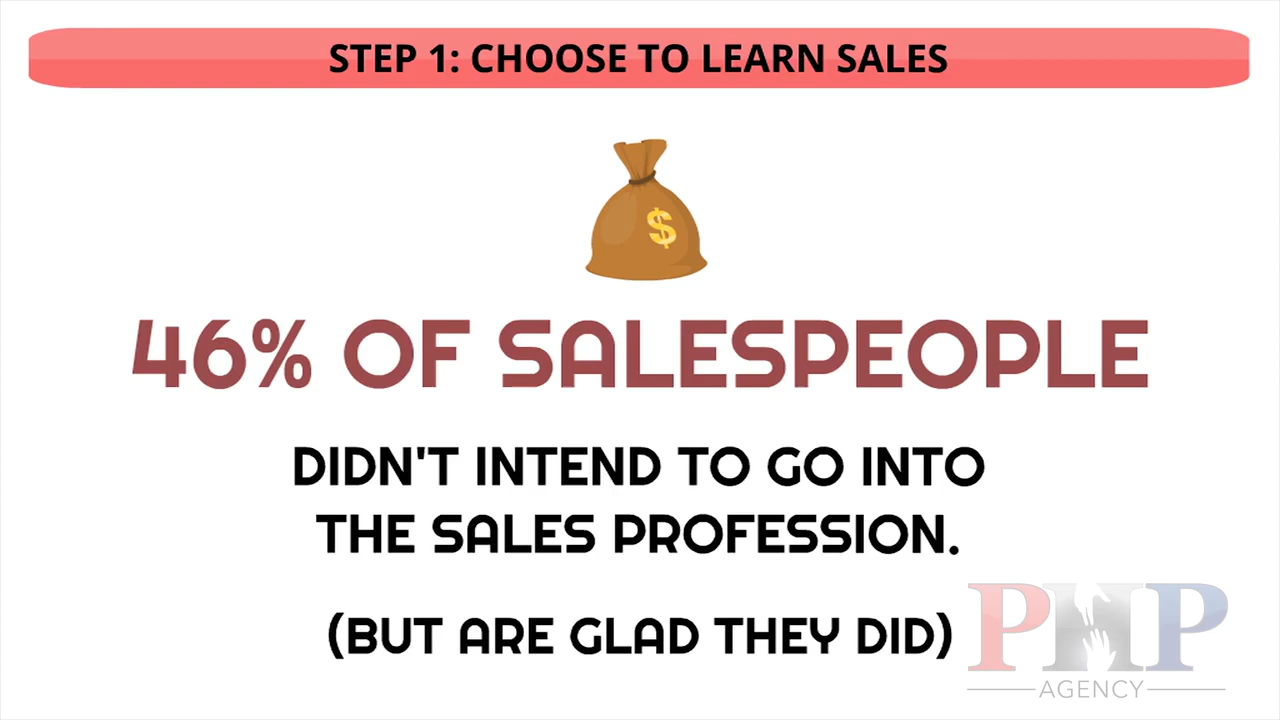 STEP 1: CHOOSE TO LEARN SALES
$
46% OF SALESPEOPLE
DIDN'T INTEND TO GO INTO
THE SALES PROFESSION.
(BUT ARE GLAD THEY DID)
PHP
AGENCY